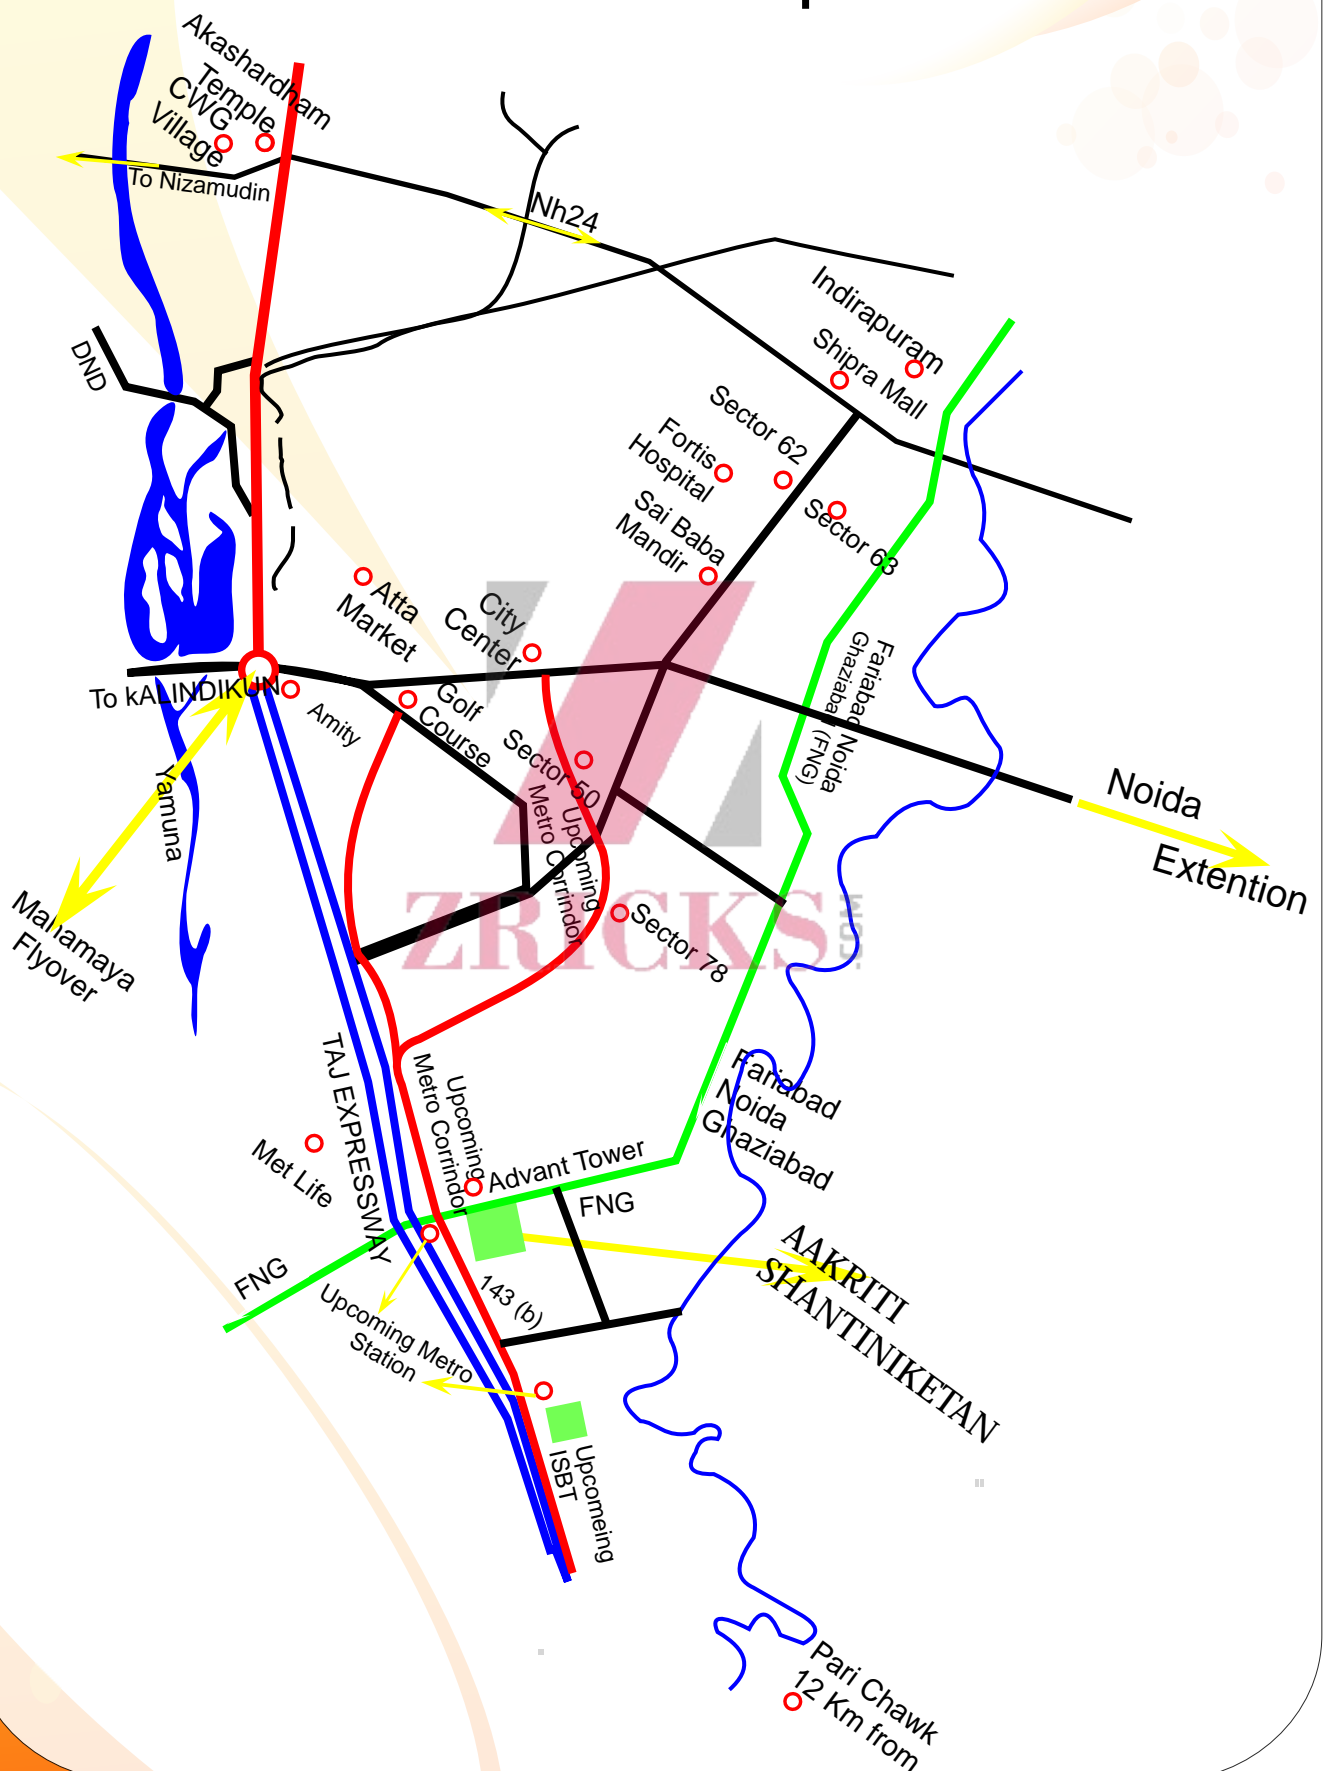 Akashardham
Temple
CWG
Village
To Nizamudin
Nh24
DND
Indirapuram
Shipra Mall
Sector 62
Fortis
Hospital
Sector 63
Sai Baba
Mandir
Atta
Market
City
Center
To kALINDIKUN
Amity
Golf
Course
Sector 50
Upcoming
Metro Corrindor
Fariabad Noida
Ghaziabad (FNG)
Noida
Extention
Yamuna
Mahamaya
Flyover
ZRICKS
.COM
Sector 78
TAJ EXPRESSWAY
Upcoming
Metro Corrindor
Fariabad
Noida
Ghaziabad
Met Life
Advant Tower
FNG
FNG
143 (b)
AAKRITI
SHANTINIKETAN
Upcoming Metro
Station
Upcomeing
ISBT
Pari Chawk
12 Km from